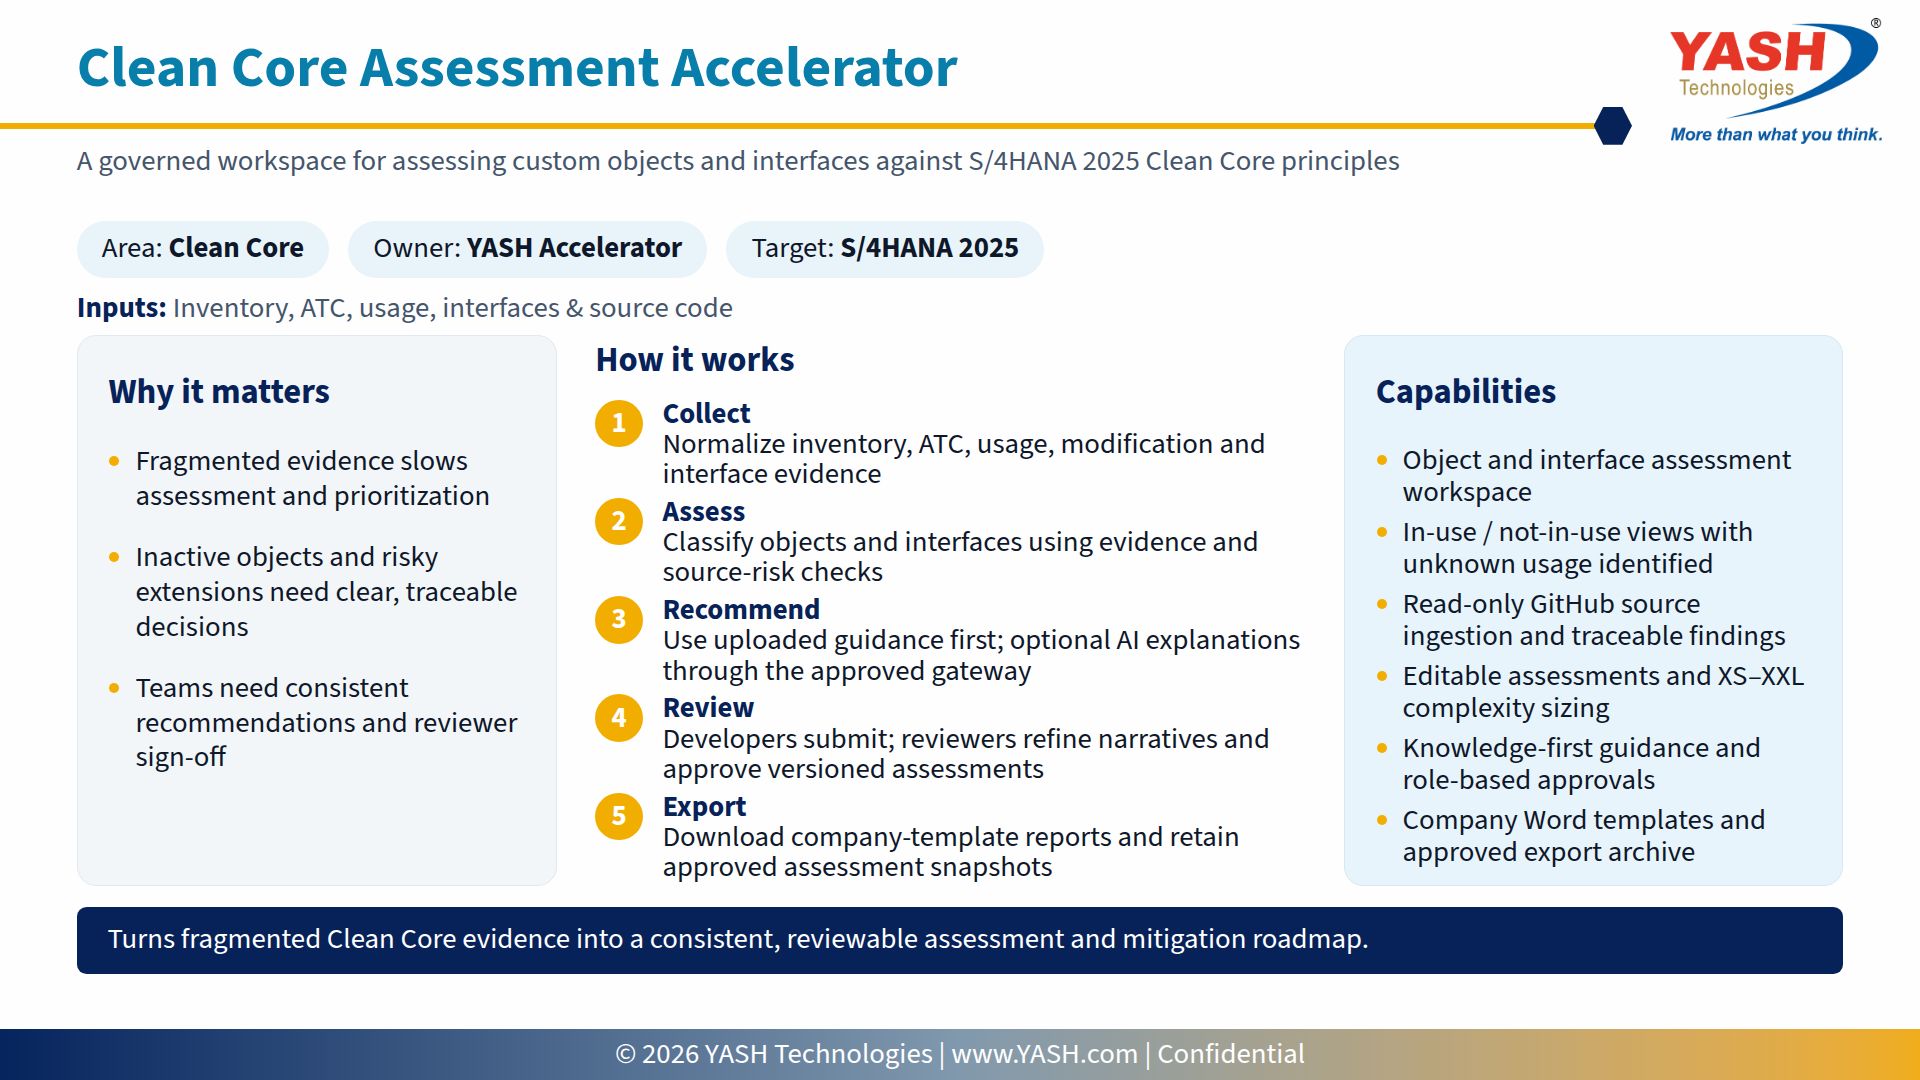 Clean Core Assessment Accelerator
YASH
®
Technologies
More than what you think.
A governed workspace for assessing custom objects and interfaces against S/4HANA 2025 Clean Core principles
Area: Clean Core
Owner: YASH Accelerator
Target: S/4HANA 2025
Inputs: Inventory, ATC, usage, interfaces & source code
Why it matters
• Fragmented evidence slows
assessment and prioritization
• Inactive objects and risky
extensions need clear, traceable
decisions
• Teams need consistent
recommendations and reviewer
sign-off
How it works
1 Collect
Normalize inventory, ATC, usage, modification and
interface evidence
2 Assess
Classify objects and interfaces using evidence and
source-risk checks
3 Recommend
Use uploaded guidance first; optional AI explanations
through the approved gateway
4 Review
Developers submit; reviewers refine narratives and
approve versioned assessments
5 Export
Download company-template reports and retain
approved assessment snapshots
Capabilities
• Object and interface assessment
workspace
• In-use / not-in-use views with
unknown usage identified
• Read-only GitHub source
ingestion and traceable findings
• Editable assessments and XS–XXL
complexity sizing
• Knowledge-first guidance and
role-based approvals
• Company Word templates and
approved export archive
Turns fragmented Clean Core evidence into a consistent, reviewable assessment and mitigation roadmap.
© 2026 YASH Technologies | www.YASH.com | Confidential